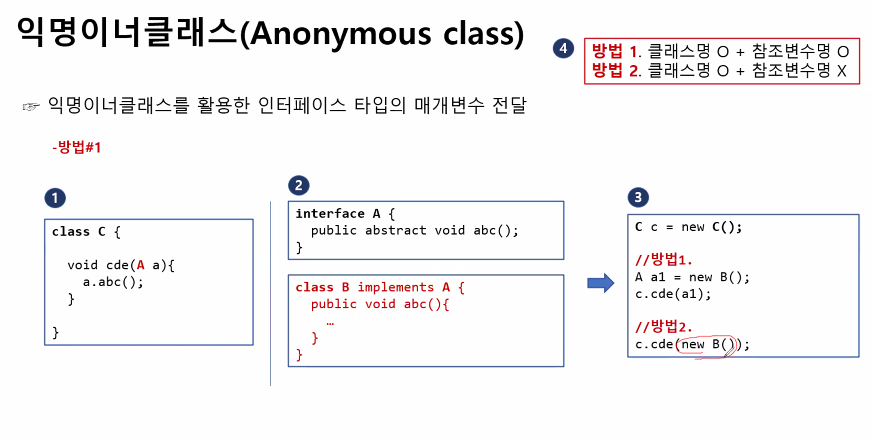 익명이너클래스(Anonymous class)
4
방법 1. 클래스명 O + 참조변수명 O
방법 2. 클래스명 O + 참조변수명 X
☞ 익명이너클래스를 활용한 인터페이스 타입의 매개변수 전달
-방법#1
1
class C {
void cde(A a){
a.abc();
}
}
2
interface A {
public abstract void abc();
}
class B implements A {
public void abc(){
…
}
}
3
C c = new C();
//방법1.
A a1 = new B();
c.cde(a1);
//방법2.
c.cde(new B());